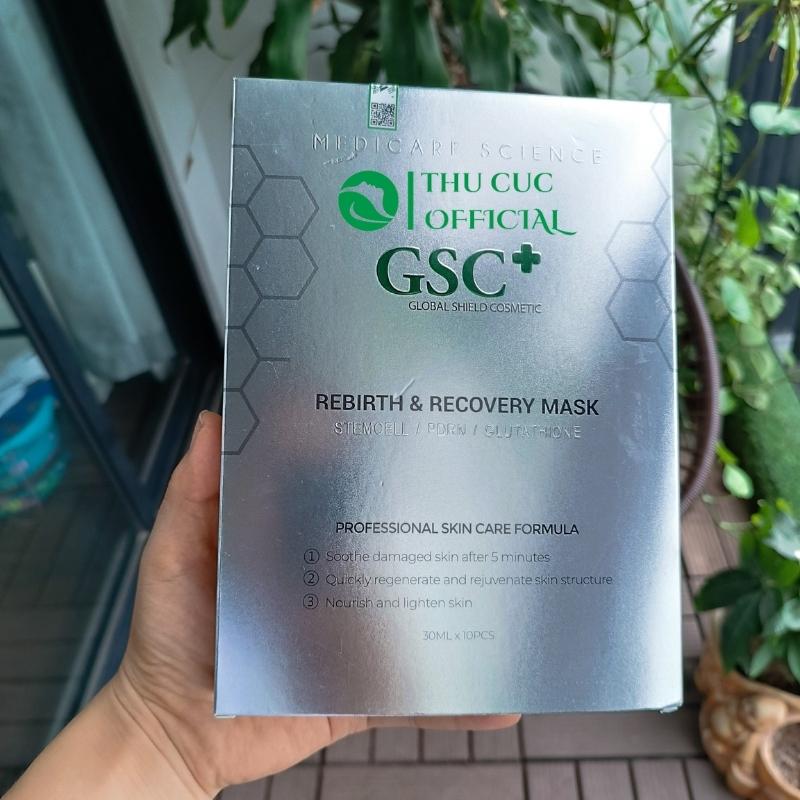 MEDICARE SCIENCE
THU CUC
OFFICIAL
GSC+
GLOBAL SHIELD COSMETIC
REBIRTH & RECOVERY MASK
STEMCELL / PDRN / GLUTATHIONE
PROFESSIONAL SKIN CARE FORMULA
① Soothe damaged skin after 5 minutes
② Quickly regenerate and rejuvenate skin structure
③ Nourish and lighten skin
30ML x 10PCS